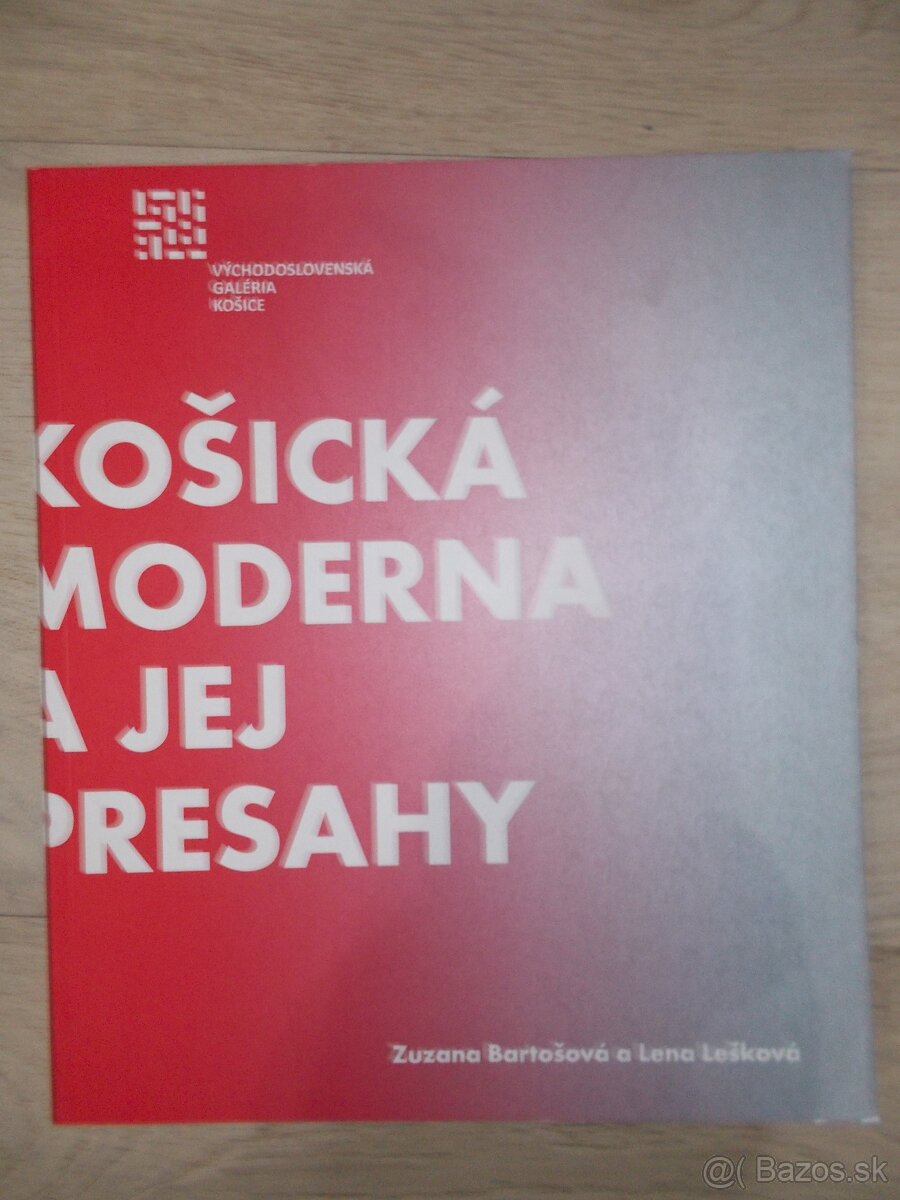 VÝCHODOSLOVENSKÁ
GALÉRIA
KOŠICE
KOŠICKÁ
MODERNA
A JEJ
PRESAHY
Zuzana Bartošová a Lena Lešková
@( Bazos.sk